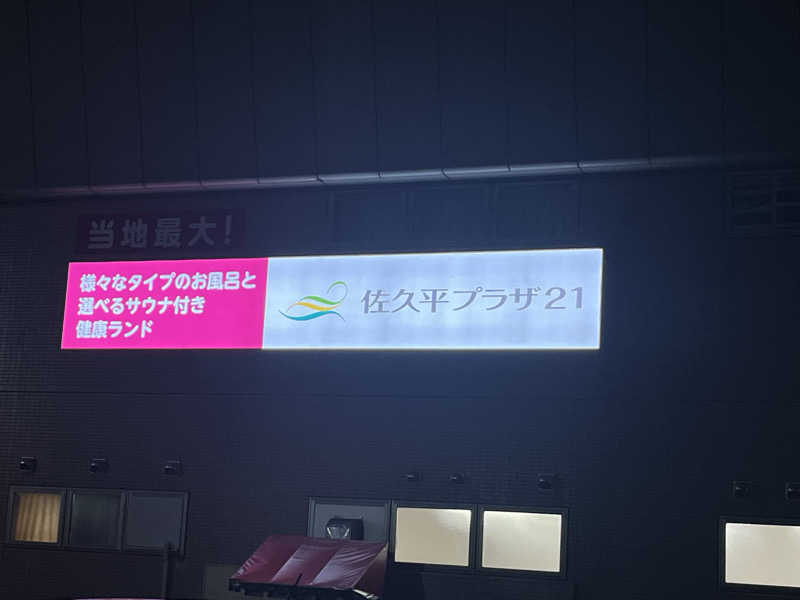 当地最大!
様々なタイプのお風呂と
選べるサウナ付き
健康ランド
佐久平プラザ21